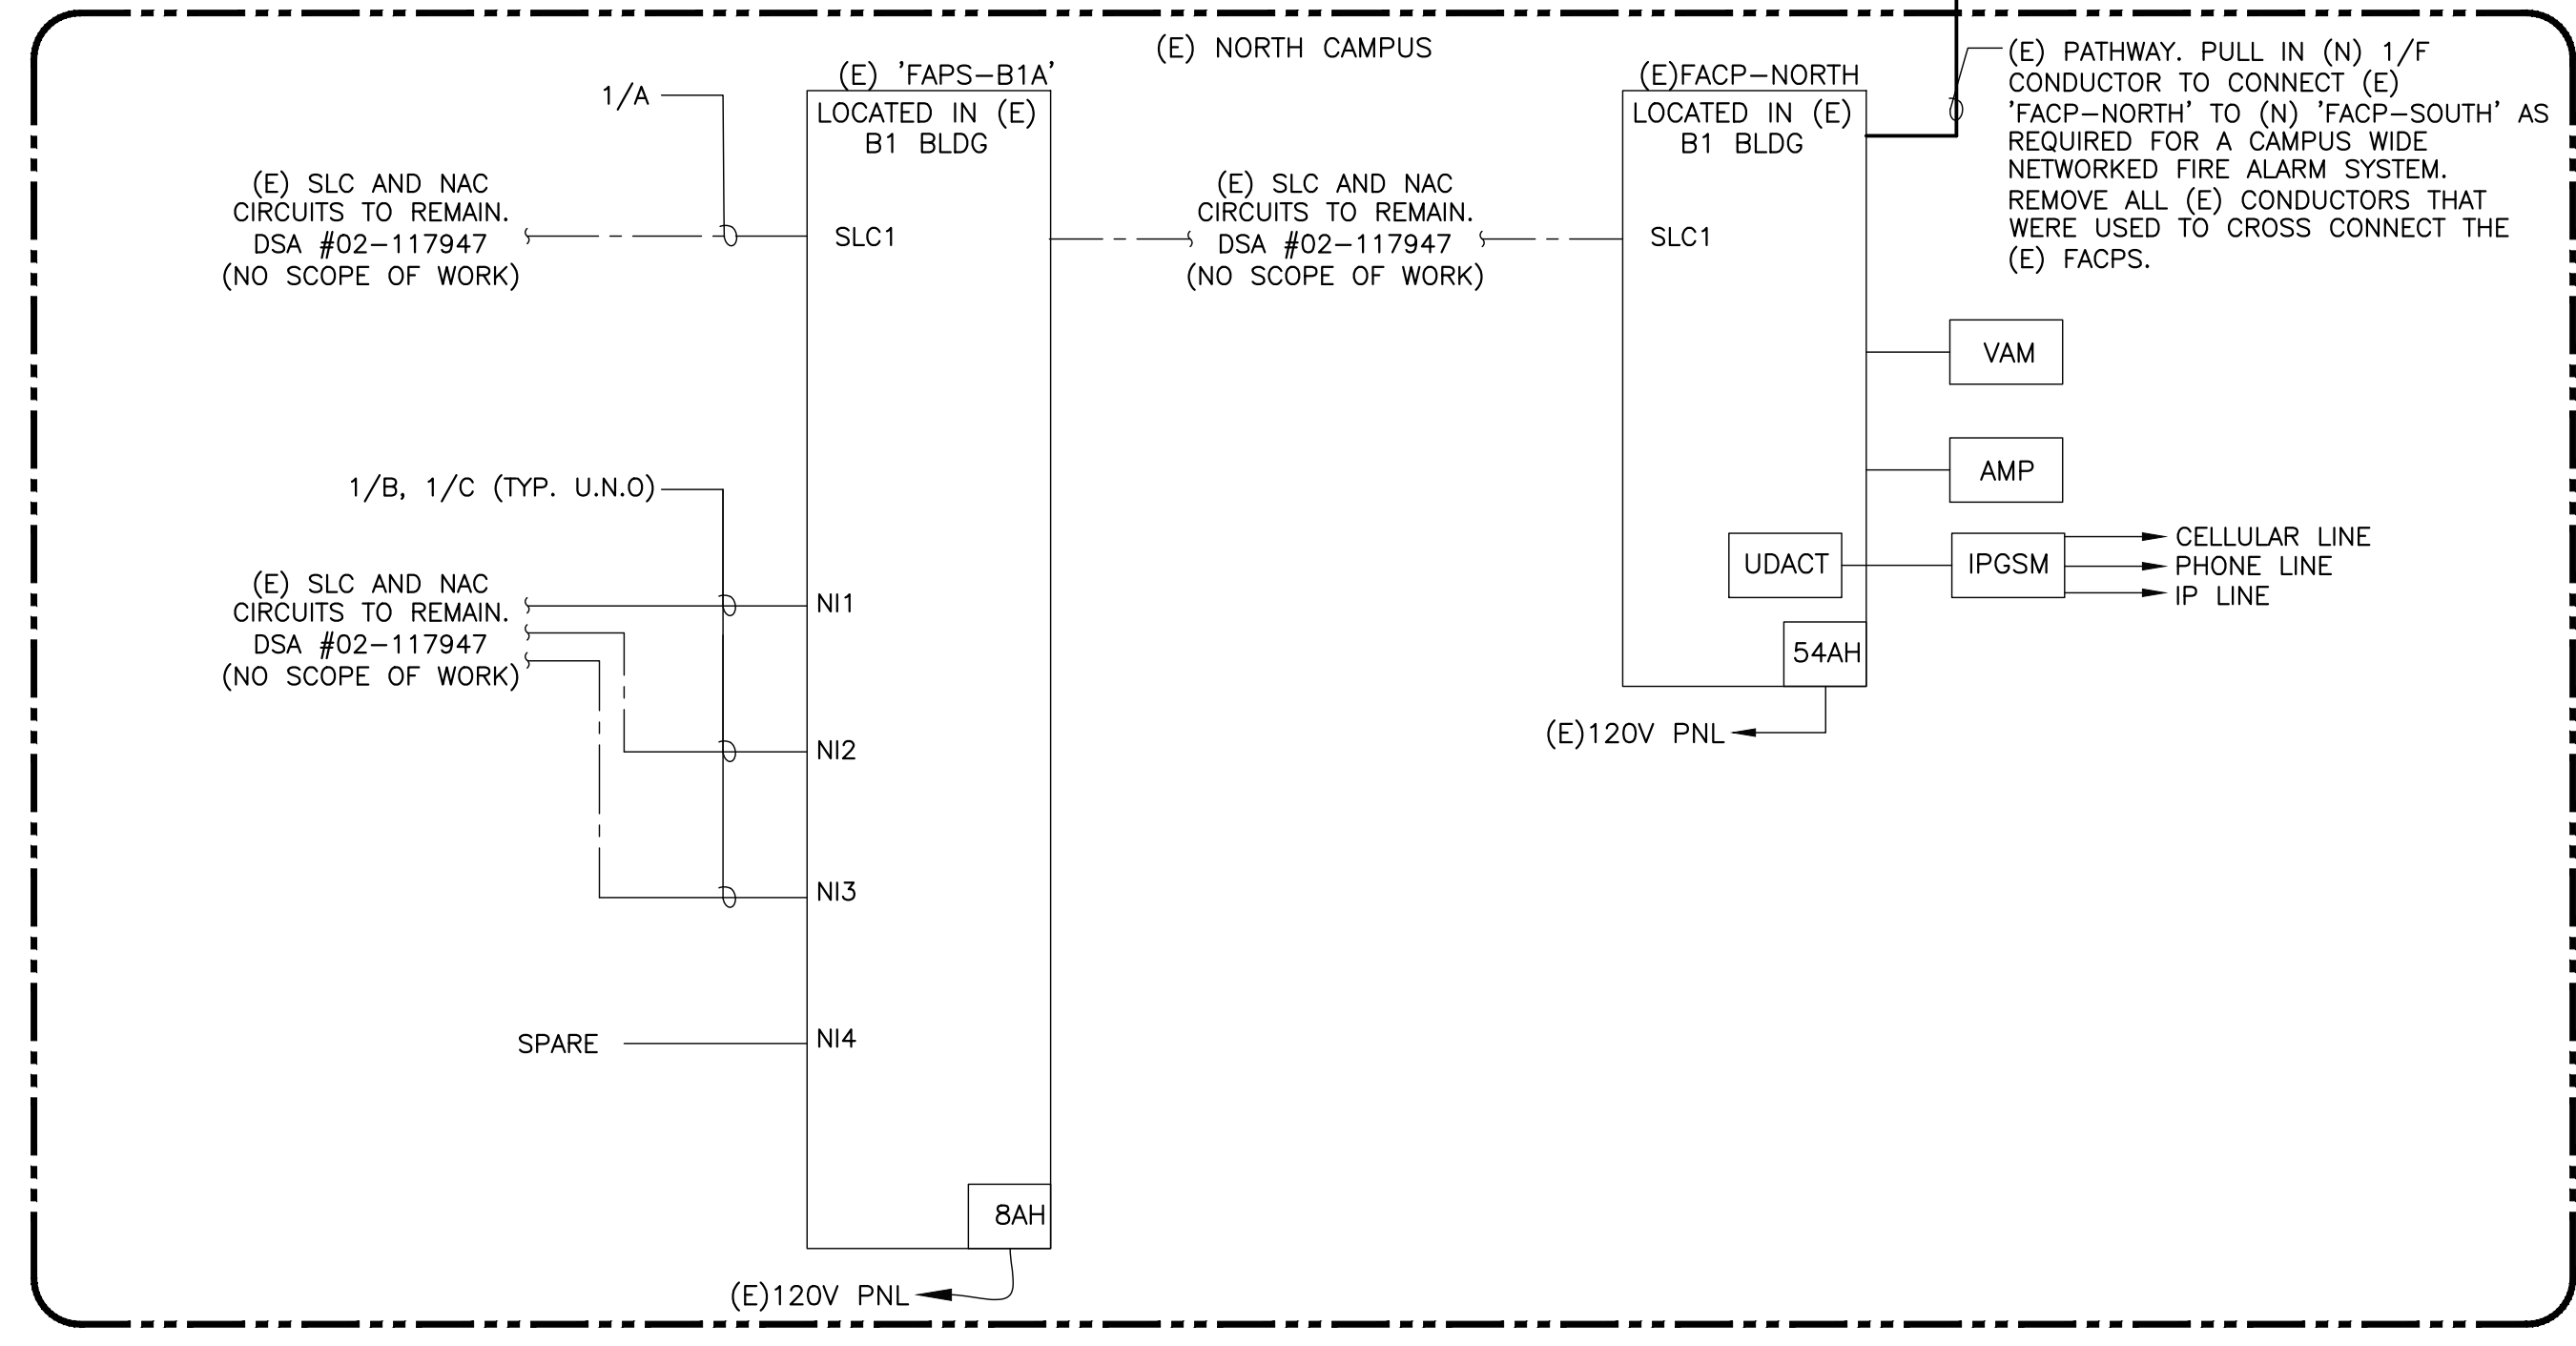 (E) NORTH CAMPUS
(E) 'FAPS-B1A'
LOCATED IN (E)
B1 BLDG
1/A
(E) SLC AND NAC
CIRCUITS TO REMAIN.
DSA #02-117947
(NO SCOPE OF WORK)
SLC1
1/B, 1/C (TYP. U.N.O)
(E) SLC AND NAC
CIRCUITS TO REMAIN.
DSA #02-117947
(NO SCOPE OF WORK)
NI1
NI2
NI3
SPARE
NI4
8AH
(E)120V PNL
(E) SLC AND NAC
CIRCUITS TO REMAIN.
DSA #02-117947
(NO SCOPE OF WORK)
(E)FACP-NORTH
LOCATED IN (E)
B1 BLDG
SLC1
(E) PATHWAY. PULL IN (N) 1/F
CONDUCTOR TO CONNECT (E)
'FACP-NORTH' TO (N) 'FACP-SOUTH' AS
REQUIRED FOR A CAMPUS WIDE
NETWORKED FIRE ALARM SYSTEM.
REMOVE ALL (E) CONDUCTORS THAT
WERE USED TO CROSS CONNECT THE
(E) FACPS.
VAM
AMP
UDACT
IPGSM
CELLULAR LINE
PHONE LINE
IP LINE
54AH
(E)120V PNL